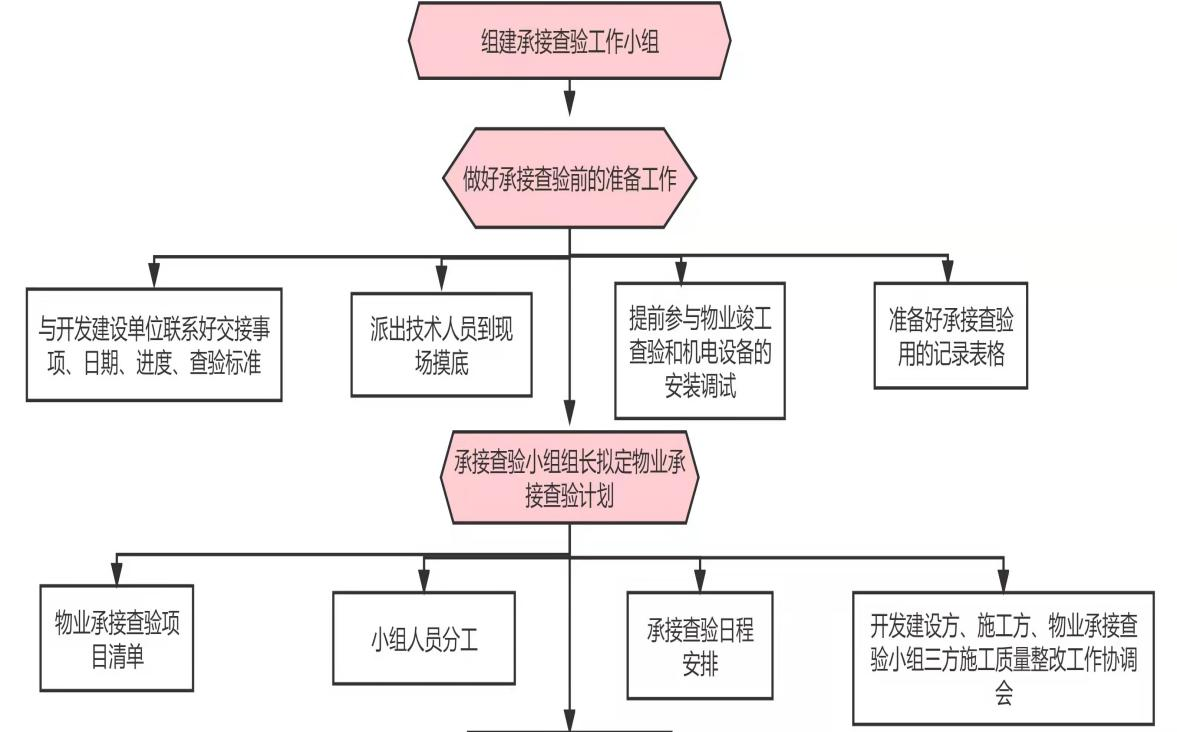 组建承接查验工作小组
做好承接查验前的准备工作
与开发建设单位联系好交接事
项、日期、进度、查验标准
派出技术人员到现
场摸底
提前参与物业竣工
查验和机电设备的
安装调试
准备好承接查验
用的记录表格
承接查验小组组长拟定物业承
接查验计划
物业承接查验项
目清单
小组人员分工
承接查验日程
安排
开发建设方、施工方、物业承接查
验小组三方施工质量整改工作协调
会